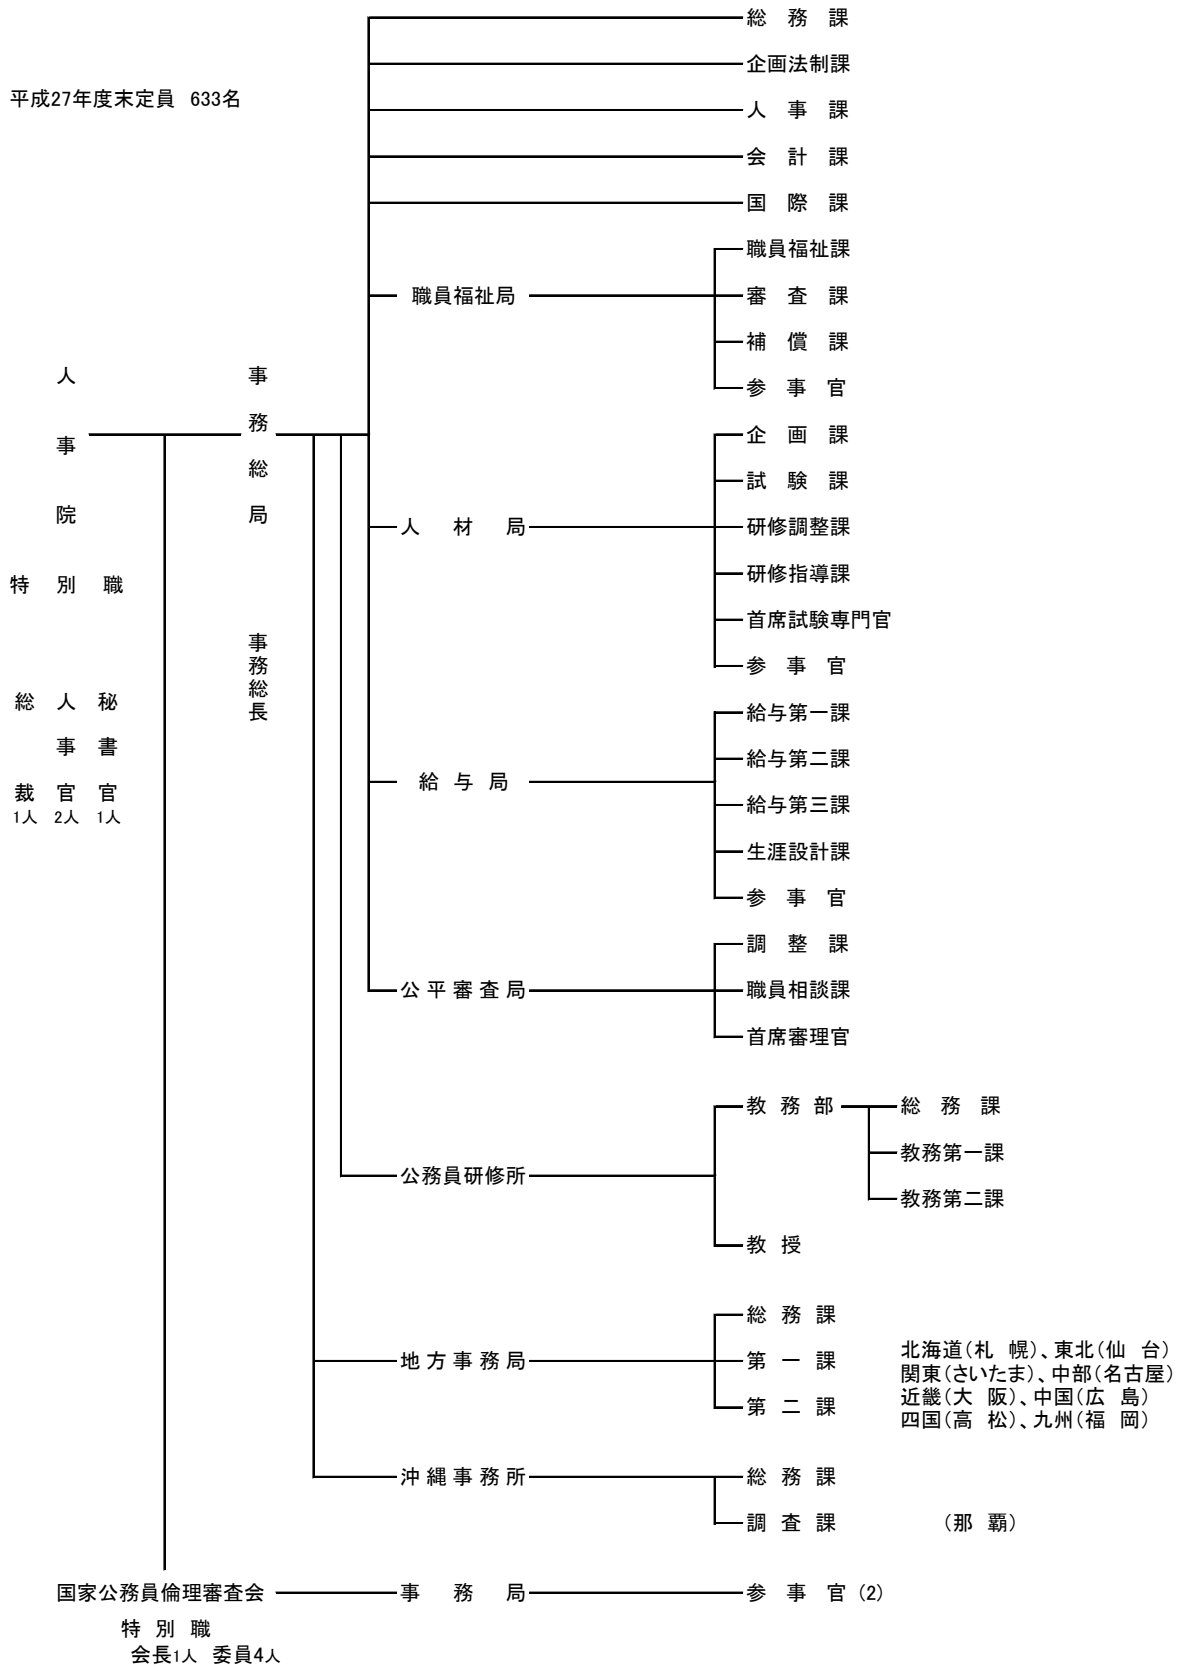 平成27年度末定員 633名
人事院
特別職
総裁 1人
人事官 2人
秘書官 1人
事務総局
事務総長
総務課
企画法制課
人事課
会計課
国際課
職員福祉局
職員福祉課
審査課
補償課
参事官
人材局
企画課
試験課
研修調整課
研修指導課
首席試験専門官
参事官
給与局
給与第一課
給与第二課
給与第三課
生涯設計課
参事官
公平審査局
調整課
職員相談課
首席審理官
公務員研修所
教務部
総務課
教務第一課
教務第二課
教授
地方事務局
総務課
第一課
第二課
北海道(札 幌)、東北(仙 台)
関東(さいたま)、中部(名古屋)
近畿(大 阪)、中国(広 島)
四国(高 松)、九州(福 岡)
沖縄事務所
総務課
調査課
(那 覇)
国家公務員倫理審査会
特別職
会長1人 委員4人
事務局
参事官(2)